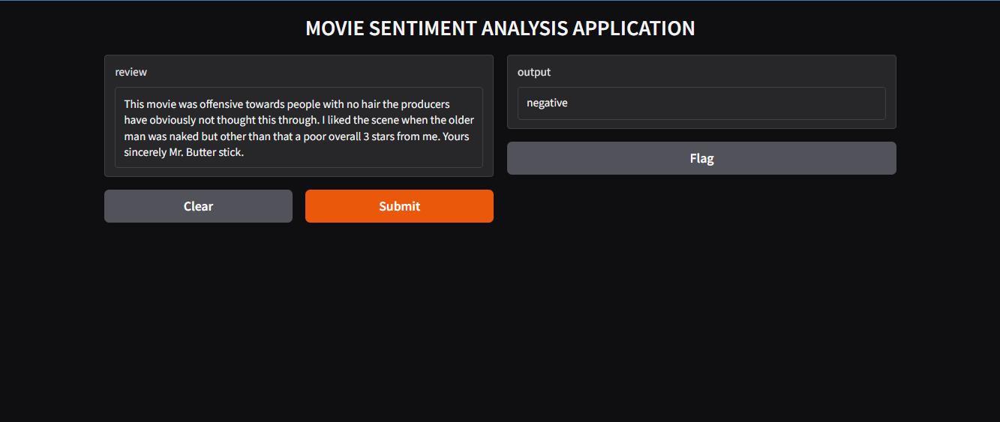 MOVIE SENTIMENT ANALYSIS APPLICATION
review
This movie was offensive towards people with no hair the producers
have obviously not thought this through. I liked the scene when the older
man was naked but other than that a poor overall 3 stars from me. Yours
sincerely Mr. Butter stick.
Clear
Submit
output
negative
Flag